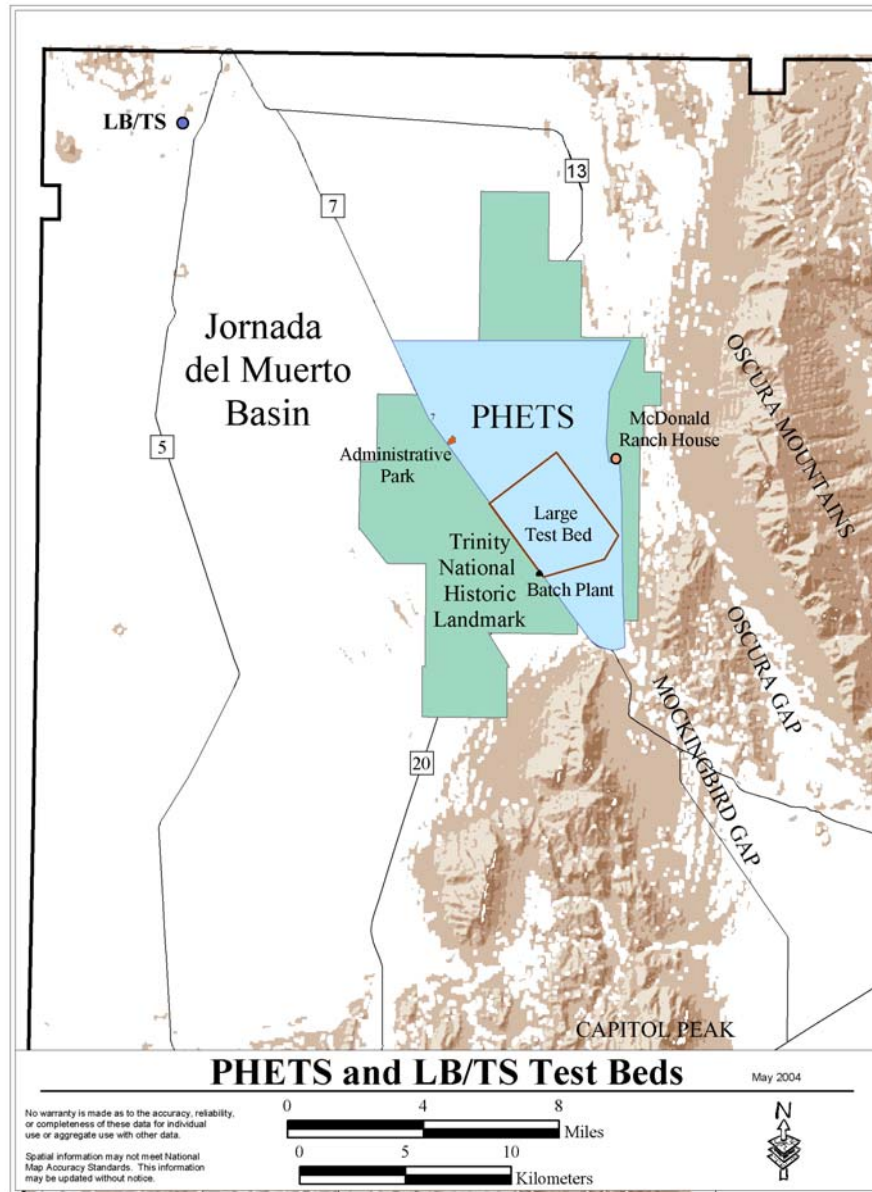 LB/TS
13
7
Jornada
del Muerto
Basin
OSCURA MOUNTAINS
PHETS
7
McDonald
Ranch House
5
Administrative
Park
Large
Test Bed
Trinity
National
Historic
Landmark
Batch Plant
OSCURA GAP
MOCKINGBIRD GAP
20
CAPITOL PEAK
PHETS and LB/TS Test Beds
May 2004
No warranty is made as to the accuracy, reliability,
or completeness of these data for individual
use or aggregate use with other data.
Spatial information may not meet National
Map Accuracy Standards. This information
may be updated without notice.
0 4 8
Miles
0 5 10
Kilometers
N